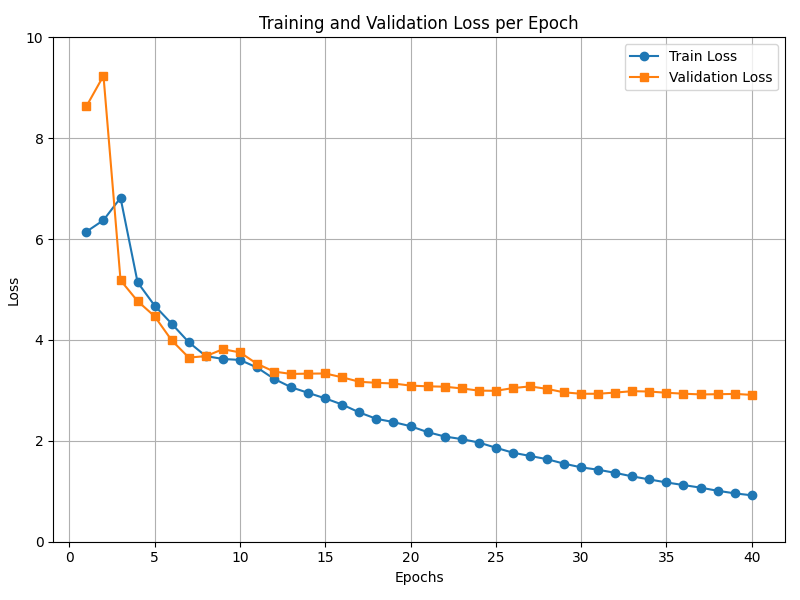 Training and Validation Loss per Epoch
10
8
6
4
2
0
Loss
Train Loss
Validation Loss
0 5 10 15 20 25 30 35 40
Epochs